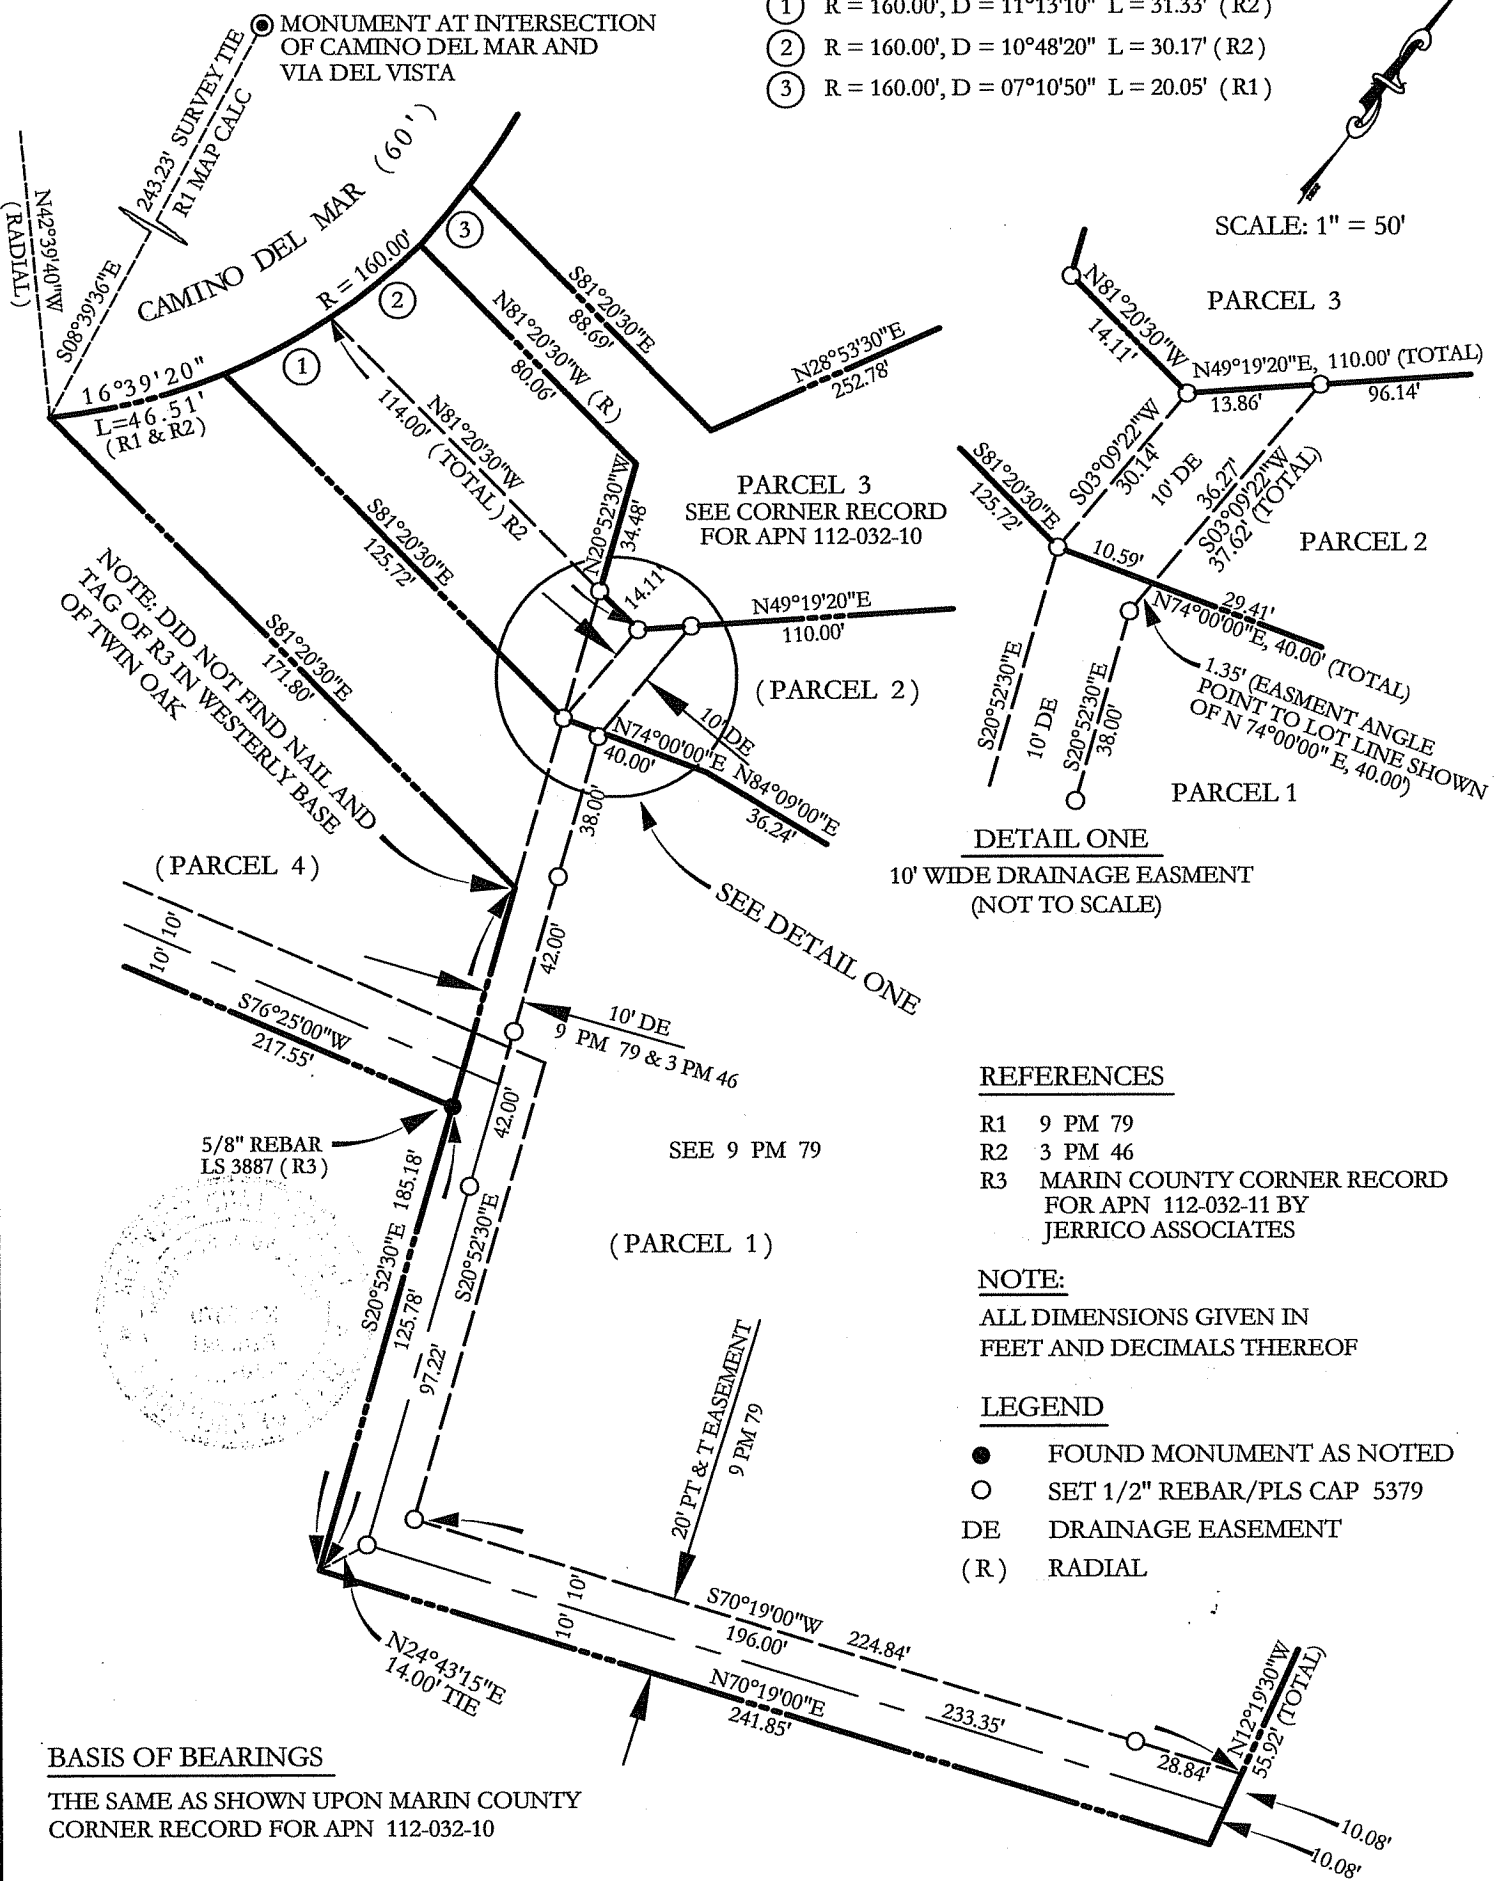 MONUMENT AT INTERSECTION
OF CAMINO DEL MAR AND
VIA DEL VISTA
1 R = 160.00', D = 11°13'10" L = 31.33' (R2)
2 R = 160.00', D = 10°48'20" L = 30.17' (R2)
3 R = 160.00', D = 07°10'50" L = 20.05' (R1)
SCALE: 1" = 50'
243.23' SURVEY TIE
R1 MAP CALC
N42°39'40"W
(RADIAL)
S08°39'36"E
CAMINO DEL MAR (60')
R = 160.00'
1
2
3
16°39'20"
L=46.51'
(R1 & R2)
S81°20'30"E
88.69'
N81°20'30"W (R)
80.06'
N28°53'30"E
252.78'
N81°20'30"W
114.00' (TOTAL) R2
S81°20'30"E
125.72'
S81°20'30"E
171.80'
NOTE: DID NOT FIND NAIL AND
TAG OF R3 IN WESTERLY BASE
OF TWIN OAK
N20°52'30"W
34.48'
14.11'
PARCEL 3
SEE CORNER RECORD
FOR APN 112-032-10
N49°19'20"E
110.00'
(PARCEL 2)
10' DE
N74°00'00"E
40.00'
N84°09'00"E
36.24'
38.00'
SEE DETAIL ONE
PARCEL 3
N81°20'30"W
14.11'
N49°19'20"E, 110.00' (TOTAL)
13.86'
96.14'
S03°09'22"W
30.14'
10' DE
36.27'
S03°09'22"W
37.62' (TOTAL)
S81°20'30"E
125.72'
PARCEL 2
10.59'
29.41'
N74°00'00"E, 40.00' (TOTAL)
S20°52'30"E
10' DE
S20°52'30"E
38.00'
1.35' (EASMENT ANGLE
POINT TO LOT LINE SHOWN
OF N 74°00'00" E, 40.00')
PARCEL 1
DETAIL ONE
10' WIDE DRAINAGE EASMENT
(NOT TO SCALE)
(PARCEL 4)
10' 10'
S76°25'00"W
217.55'
42.00'
10' DE
9 PM 79 & 3 PM 46
42.00'
5/8" REBAR
LS 3887 (R3)
SEE 9 PM 79
(PARCEL 1)
S20°52'30"E 185.18'
125.78'
97.22'
S20°52'30"E
20' PT & T EASEMENT
9 PM 79
10' 10'
S70°19'00"W
196.00'
224.84'
N70°19'00"E
241.85'
233.35'
N24°43'15"E
14.00' TIE
28.84'
N12°19'30"W
55.92' (TOTAL)
10.08'
10.08'
REFERENCES
R1 9 PM 79
R2 3 PM 46
R3 MARIN COUNTY CORNER RECORD
FOR APN 112-032-11 BY
JERRICO ASSOCIATES
NOTE:
ALL DIMENSIONS GIVEN IN
FEET AND DECIMALS THEREOF
LEGEND
FOUND MONUMENT AS NOTED
SET 1/2" REBAR/PLS CAP 5379
DE DRAINAGE EASEMENT
(R) RADIAL
BASIS OF BEARINGS
THE SAME AS SHOWN UPON MARIN COUNTY
CORNER RECORD FOR APN 112-032-10